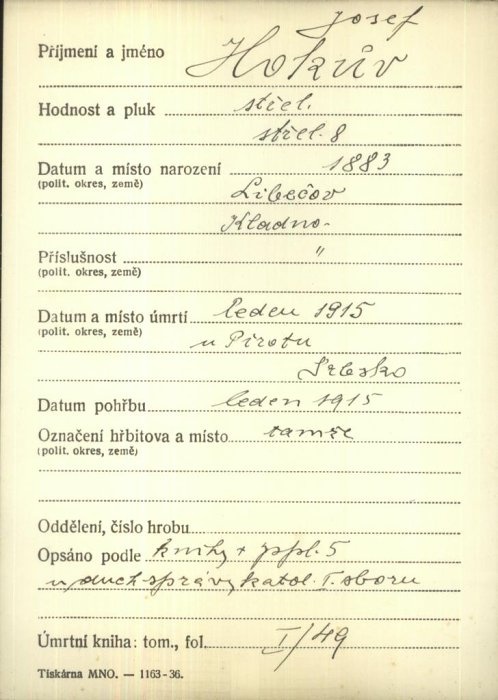 Josef
Příjmení a jméno Hokův
Hodnost a pluk střel.
střel. 8
Datum a místo narození 1883
(polit. okres, země) Libečov
Kladno.
Příslušnost "
(polit. okres, země)
Datum a místo úmrtí leden 1915
(polit. okres, země) u Pirotu
Srbsko
Datum pohřbu leden 1915
Označení hřbitova a místo tamže
(polit. okres, země)
Oddělení, číslo hrobu
Opsáno podle knihy + ppl. 5
u duch. správy katol. I. sboru
Úmrtní kniha: tom., fol. I/49
Tiskárna MNO. — 1163-36.